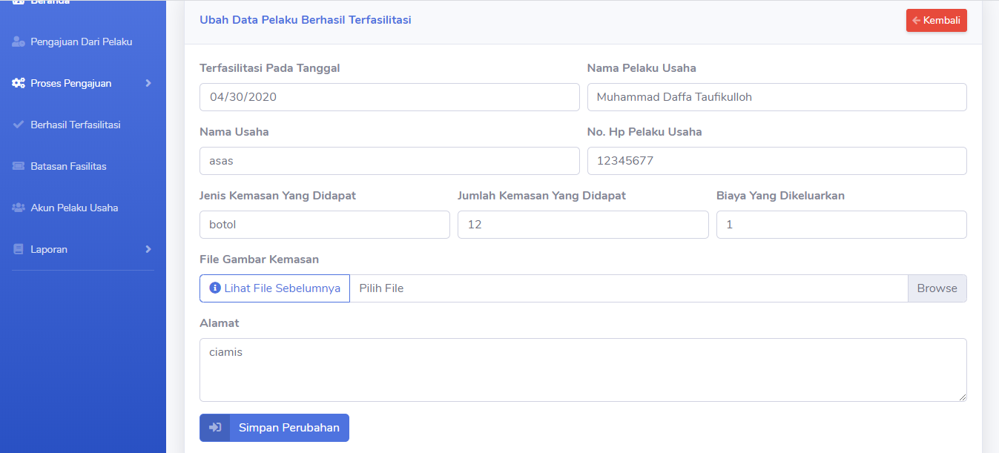 Beranda
Pengajuan Dari Pelaku
Proses Pengajuan
Berhasil Terfasilitasi
Batasan Fasilitas
Akun Pelaku Usaha
Laporan
Ubah Data Pelaku Berhasil Terfasilitasi
Kembali
Terfasilitasi Pada Tanggal
Nama Pelaku Usaha
04/30/2020
Muhammad Daffa Taufikulloh
Nama Usaha
No. Hp Pelaku Usaha
asas
12345677
Jenis Kemasan Yang Didapat
Jumlah Kemasan Yang Didapat
Biaya Yang Dikeluarkan
botol
12
1
File Gambar Kemasan
Lihat File Sebelumnya
Pilih File
Browse
Alamat
ciamis
Simpan Perubahan